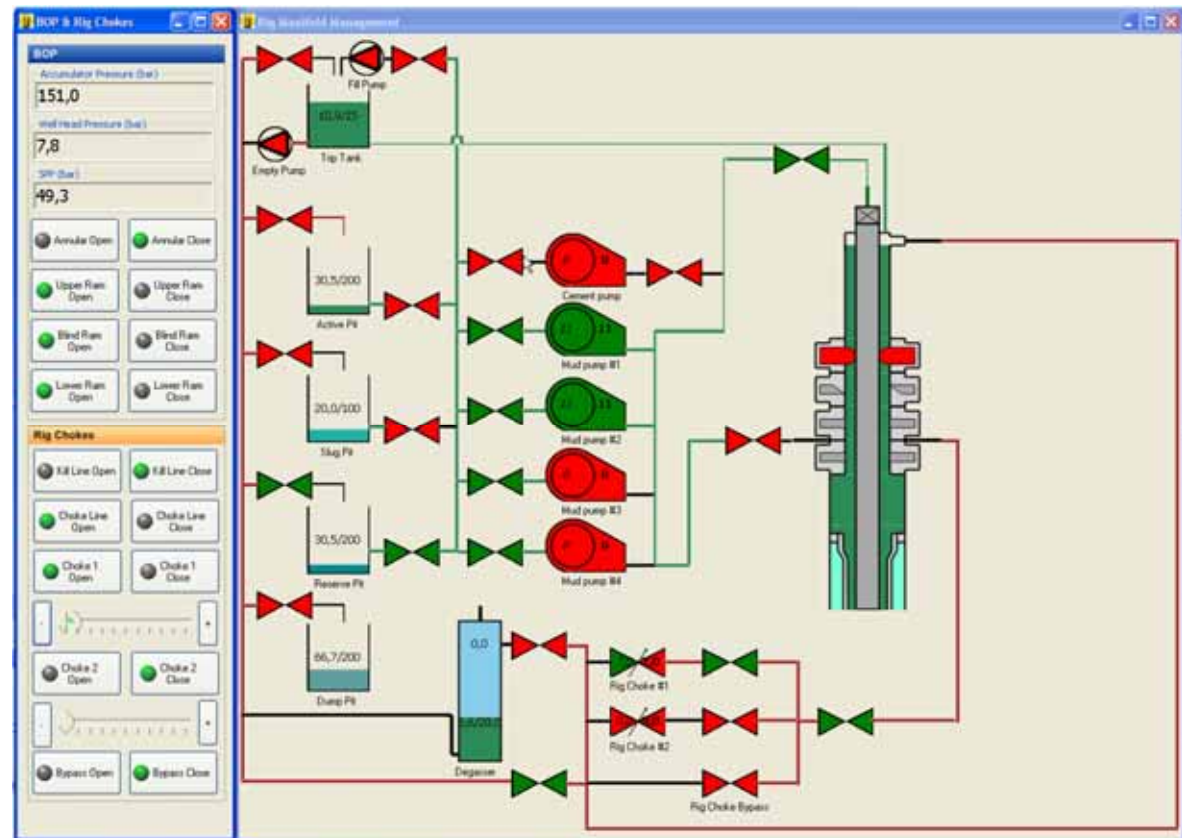 BOP & Rig Chokes
Rig Manifold Management
BOP
Accumulator Pressure (bar)
151,0
Well Head Pressure (bar)
7,8
SPP (bar)
49,3
Annular Open
Annular Close
Upper Ram
Open
Upper Ram
Close
Blind Ram
Open
Blind Ram
Close
Lower Ram
Open
Lower Ram
Close
Rig Chokes
Kill Line Open
Kill Line Close
Choke Line
Open
Choke Line
Close
Choke 1
Open
Choke 1
Close
-
+
Choke 2
Open
Choke 2
Close
-
+
Bypass Open
Bypass Close
Fill Pump
Trip Tank
Empty Pump
30,5/200
Active Pit
20,0/100
Slug Pit
30,5/200
Reserve Pit
66,7/200
Dump Pit
Cement pump
Mud pump #1
Mud pump #2
Mud pump #3
Mud pump #4
0,0
Degasser
Rig Choke #1
Rig Choke #2
Rig Choke Bypass